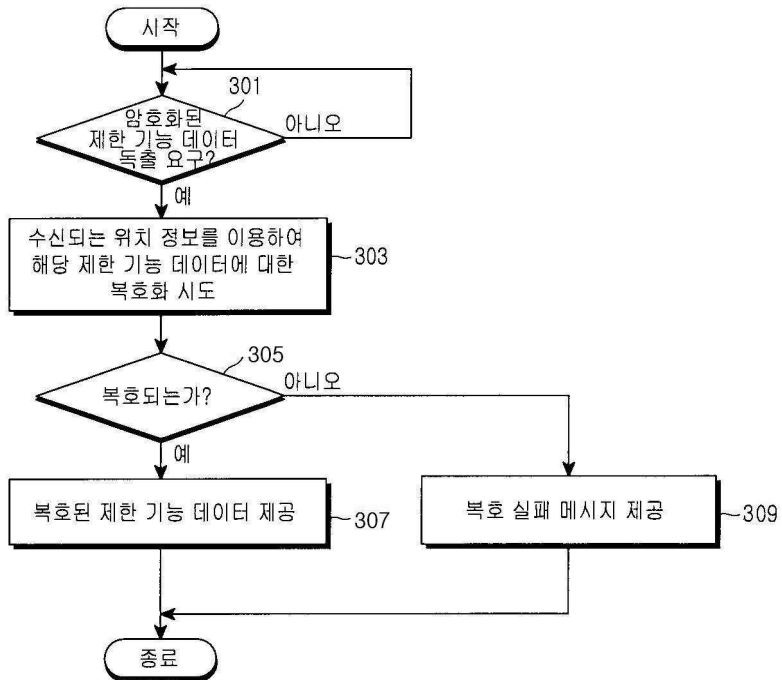 시작
301
암호화된
제한 기능 데이터
독출 요구?
아니오
예
수신되는 위치 정보를 이용하여
해당 제한 기능 데이터에 대한
복호화 시도
303
305
복호되는가?
아니오
예
복호된 제한 기능 데이터 제공
307
복호 실패 메시지 제공
309
종료